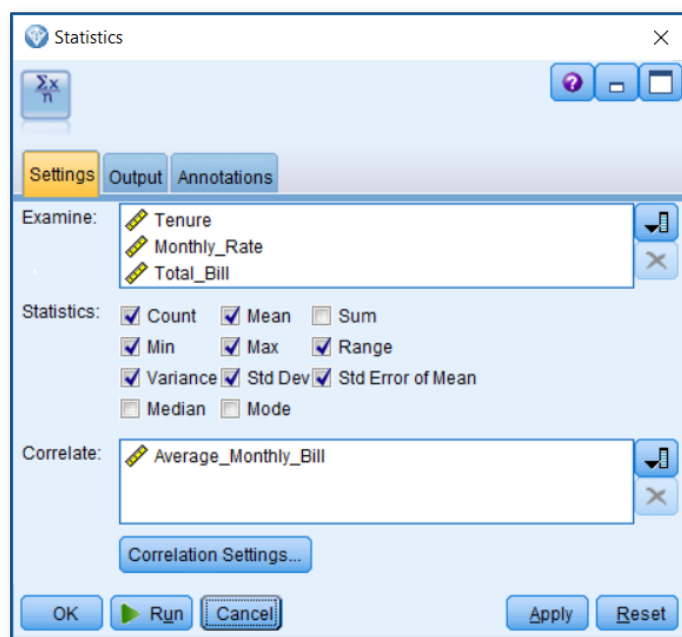 Statistics
Σx
n
?
Settings Output Annotations
Examine: Tenure
Monthly_Rate
Total_Bill
Statistics: Count Mean Sum
Min Max Range
Variance Std Dev Std Error of Mean
Median Mode
Correlate: Average_Monthly_Bill
Correlation Settings...
OK Run Cancel Apply Reset